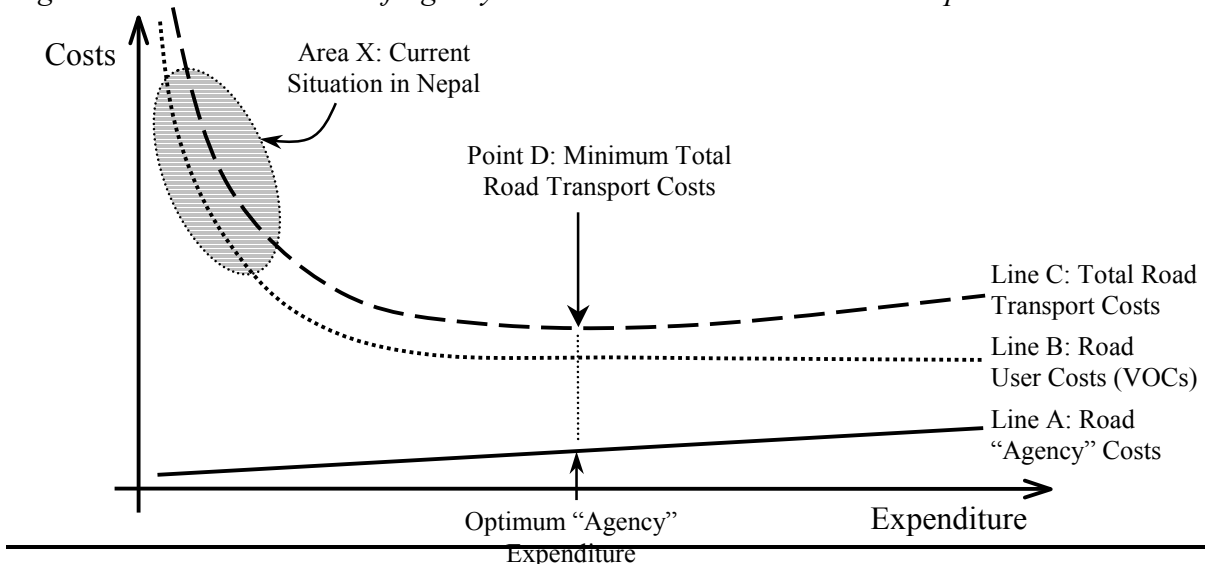 Costs
Area X: Current
Situation in Nepal
Point D: Minimum Total
Road Transport Costs
Line C: Total Road
Transport Costs
Line B: Road
User Costs (VOCs)
Line A: Road
“Agency” Costs
Optimum “Agency”
Expenditure
Expenditure